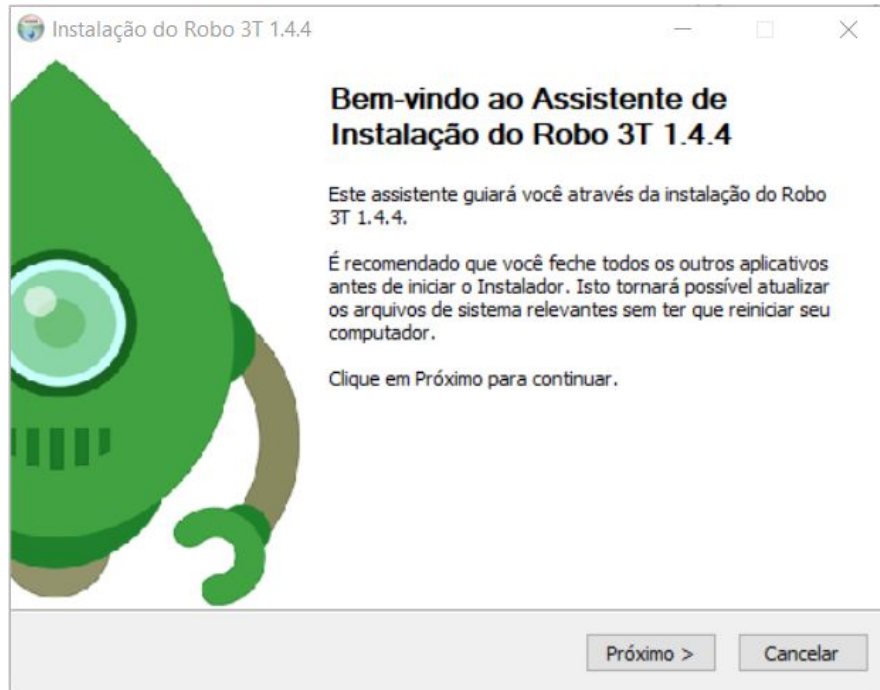 Instalação do Robo 3T 1.4.4
Bem-vindo ao Assistente de
Instalação do Robo 3T 1.4.4
Este assistente guiará você através da instalação do Robo
3T 1.4.4.
É recomendado que você feche todos os outros aplicativos
antes de iniciar o Instalador. Isto tornará possível atualizar
os arquivos de sistema relevantes sem ter que reiniciar seu
computador.
Clique em Próximo para continuar.
Próximo >
Cancelar